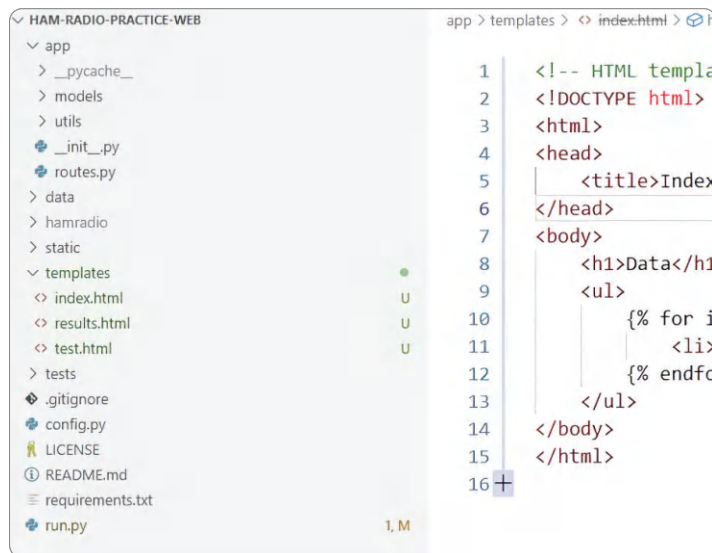 HAM-RADIO-PRACTICE-WEB
app
__pycache__
models
utils
__init__.py
routes.py
data
hamradio
static
templates
index.html U
results.html U
test.html U
tests
.gitignore
config.py
LICENSE
README.md
requirements.txt
run.py 1, M
app > templates > <> index.html >
1 <!-- HTML templa
2 <!DOCTYPE html>
3 <html>
4 <head>
5 <title>Index
6 </head>
7 <body>
8 <h1>Data</h1
9 <ul>
10 {% for i
11 <li>
12 {% endfo
13 </ul>
14 </body>
15 </html>
16